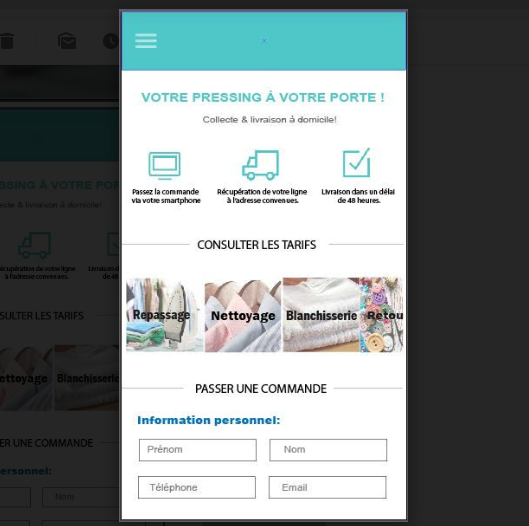 VOTRE PRESSING À VOTRE PORTE !
Collecte & livraison à domicile!
Passez la commande
via votre smartphone
Récupération de votre ligne
à l'adresse convenues.
Livraison dans un délai
de 48 heures.
CONSULTER LES TARIFS
Repassage
Nettoyage
Blanchisserie
Retou
PASSER UNE COMMANDE
Information personnel:
Prénom
Nom
Téléphone
Email